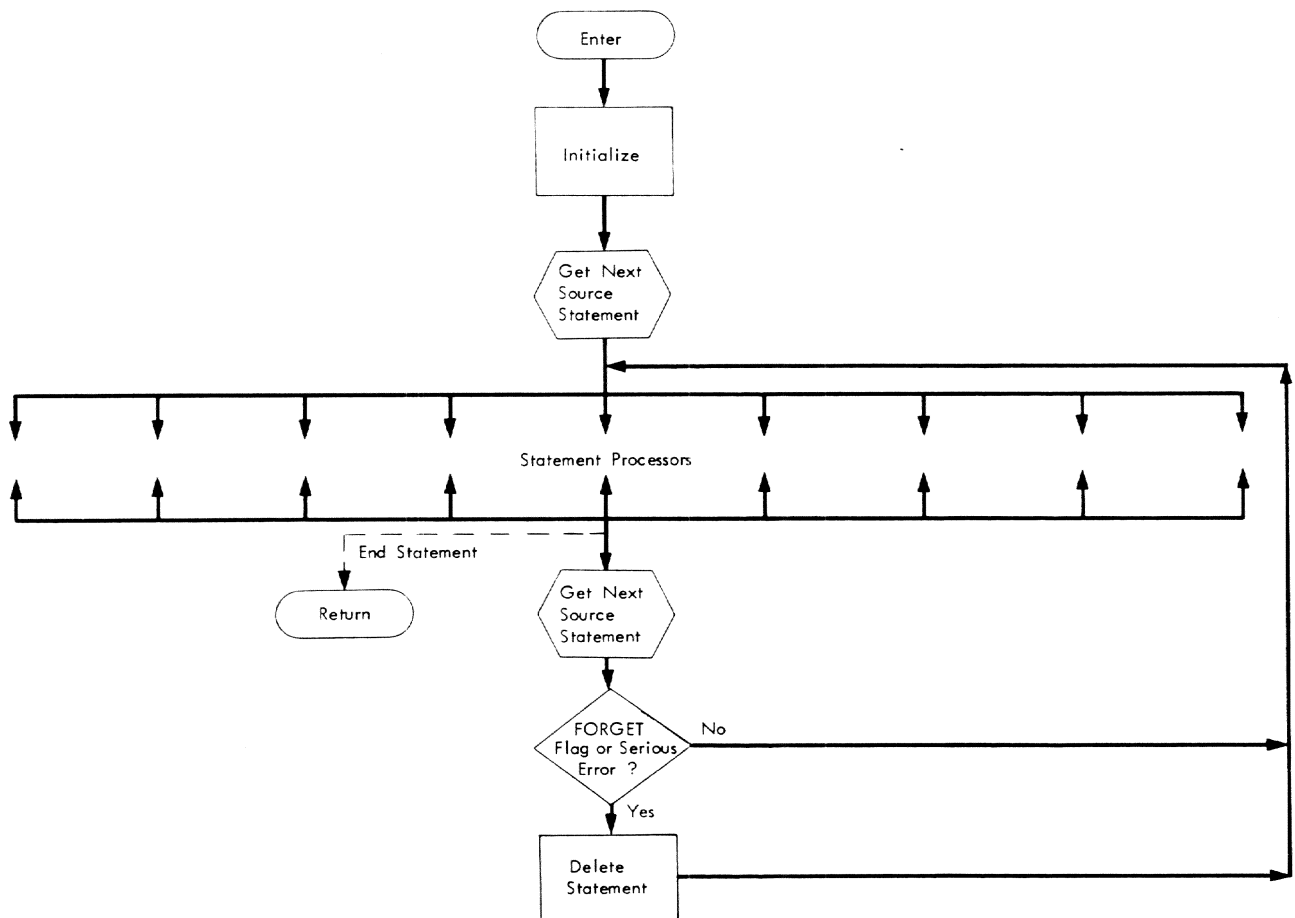 Enter
Initialize
Get Next
Source
Statement
Statement Processors
End Statement
Return
Get Next
Source
Statement
FORGET
Flag or Serious
Error ?
No
Yes
Delete
Statement